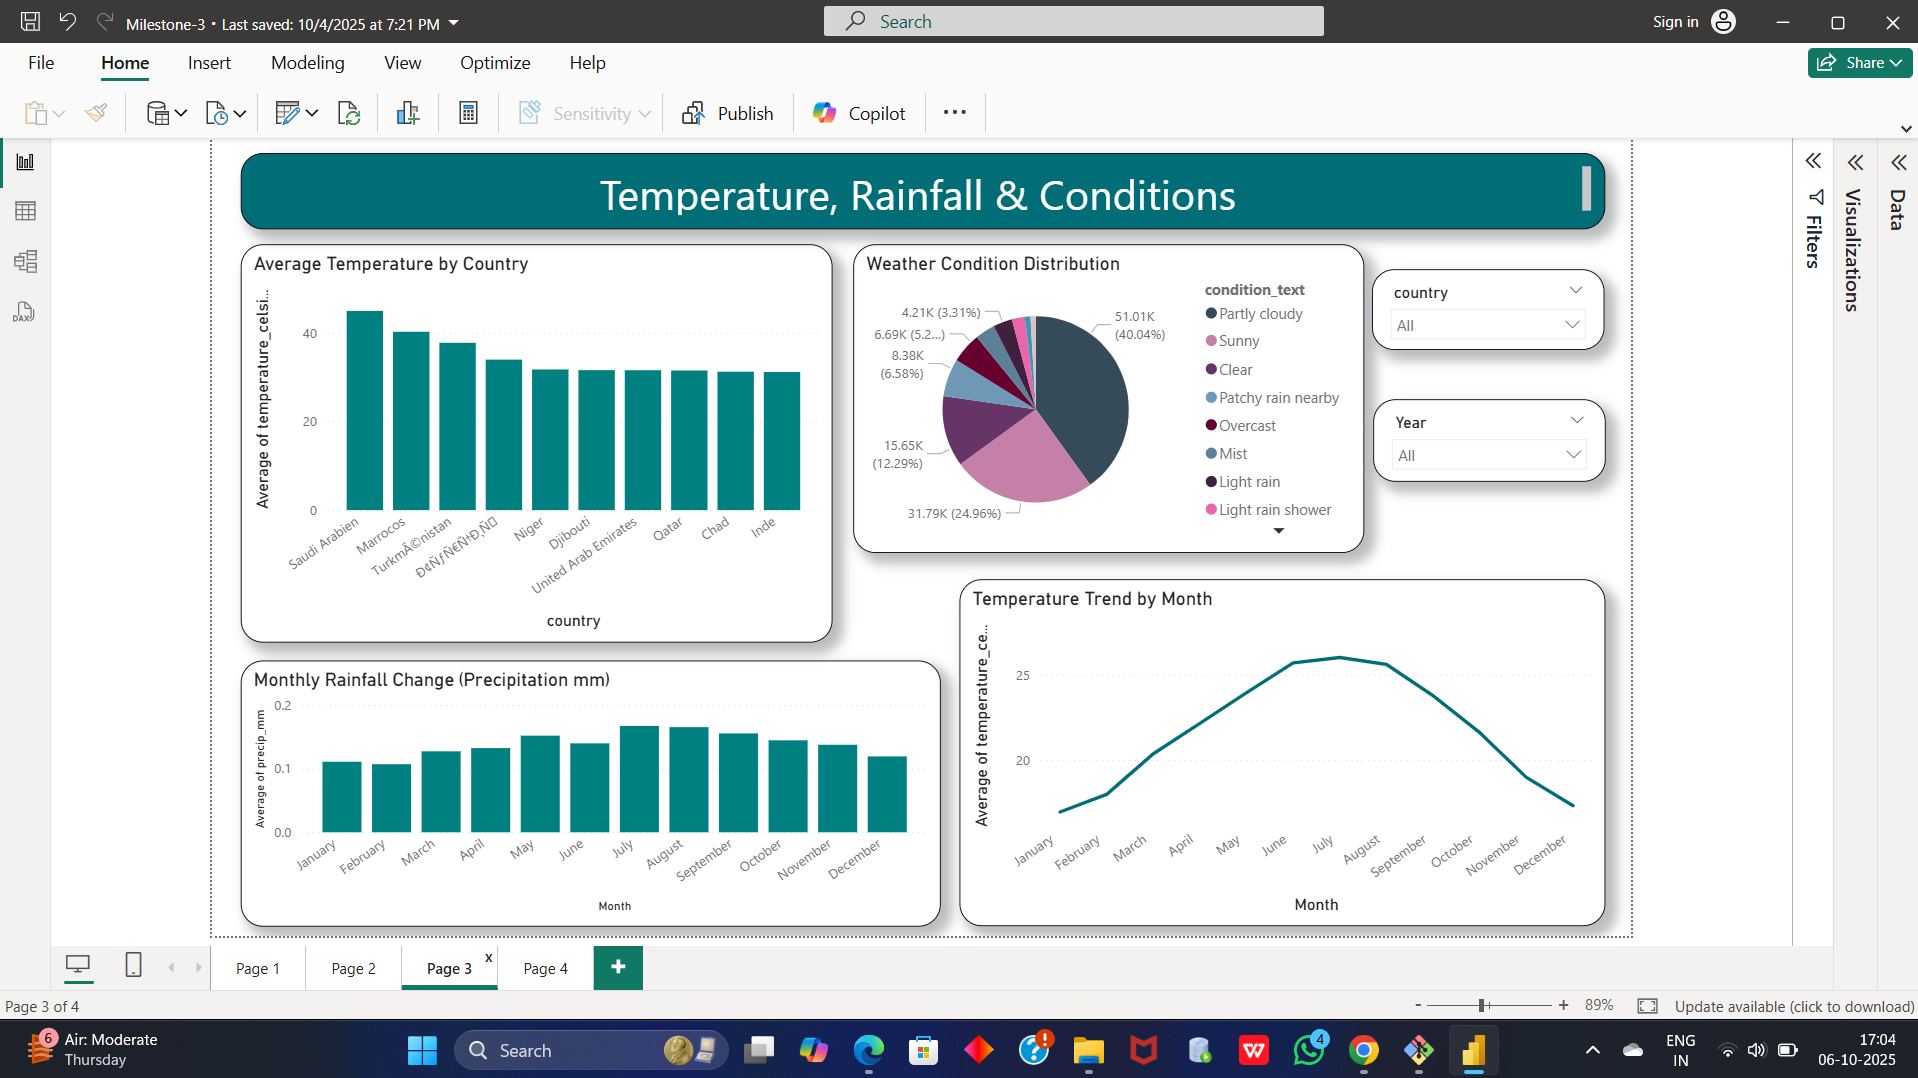 Milestone-3 • Last saved: 10/4/2025 at 7:21 PM
Search
Sign in
File
Home
Insert
Modeling
View
Optimize
Help
Share
Sensitivity
Publish
Copilot
Temperature, Rainfall & Conditions
Average Temperature by Country
Average of temperature_celsi...
40
20
0
Saudi Arabien
Marrocos
TurkmÃ©nistan
Niger
Djibouti
United Arab Emirates
Qatar
Chad
Inde
country
Weather Condition Distribution
4.21K (3.31%)
6.69K (5.2...)
8.38K
(6.58%)
15.65K
(12.29%)
31.79K (24.96%)
51.01K
(40.04%)
condition_text
Partly cloudy
Sunny
Clear
Patchy rain nearby
Overcast
Mist
Light rain
Light rain shower
country
All
Year
All
Filters
Visualizations
Data
DAX
Monthly Rainfall Change (Precipitation mm)
Average of precip_mm
0.2
0.1
0.0
January
February
March
April
May
June
July
August
September
October
November
December
Month
Temperature Trend by Month
Average of temperature_ce...
25
20
January
February
March
April
May
June
July
August
September
October
November
December
Month
Page 1
Page 2
Page 3
x
Page 4
+
Page 3 of 4
- + 89%
Update available (click to download)
6
Air: Moderate
Thursday
Search
4
ENG
IN
17:04
06-10-2025